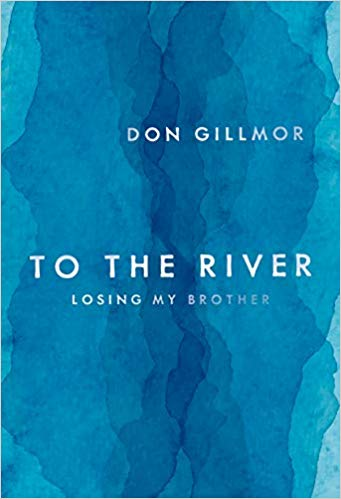 DON GILLMOR
TO THE RIVER
LOSING MY BROTHER